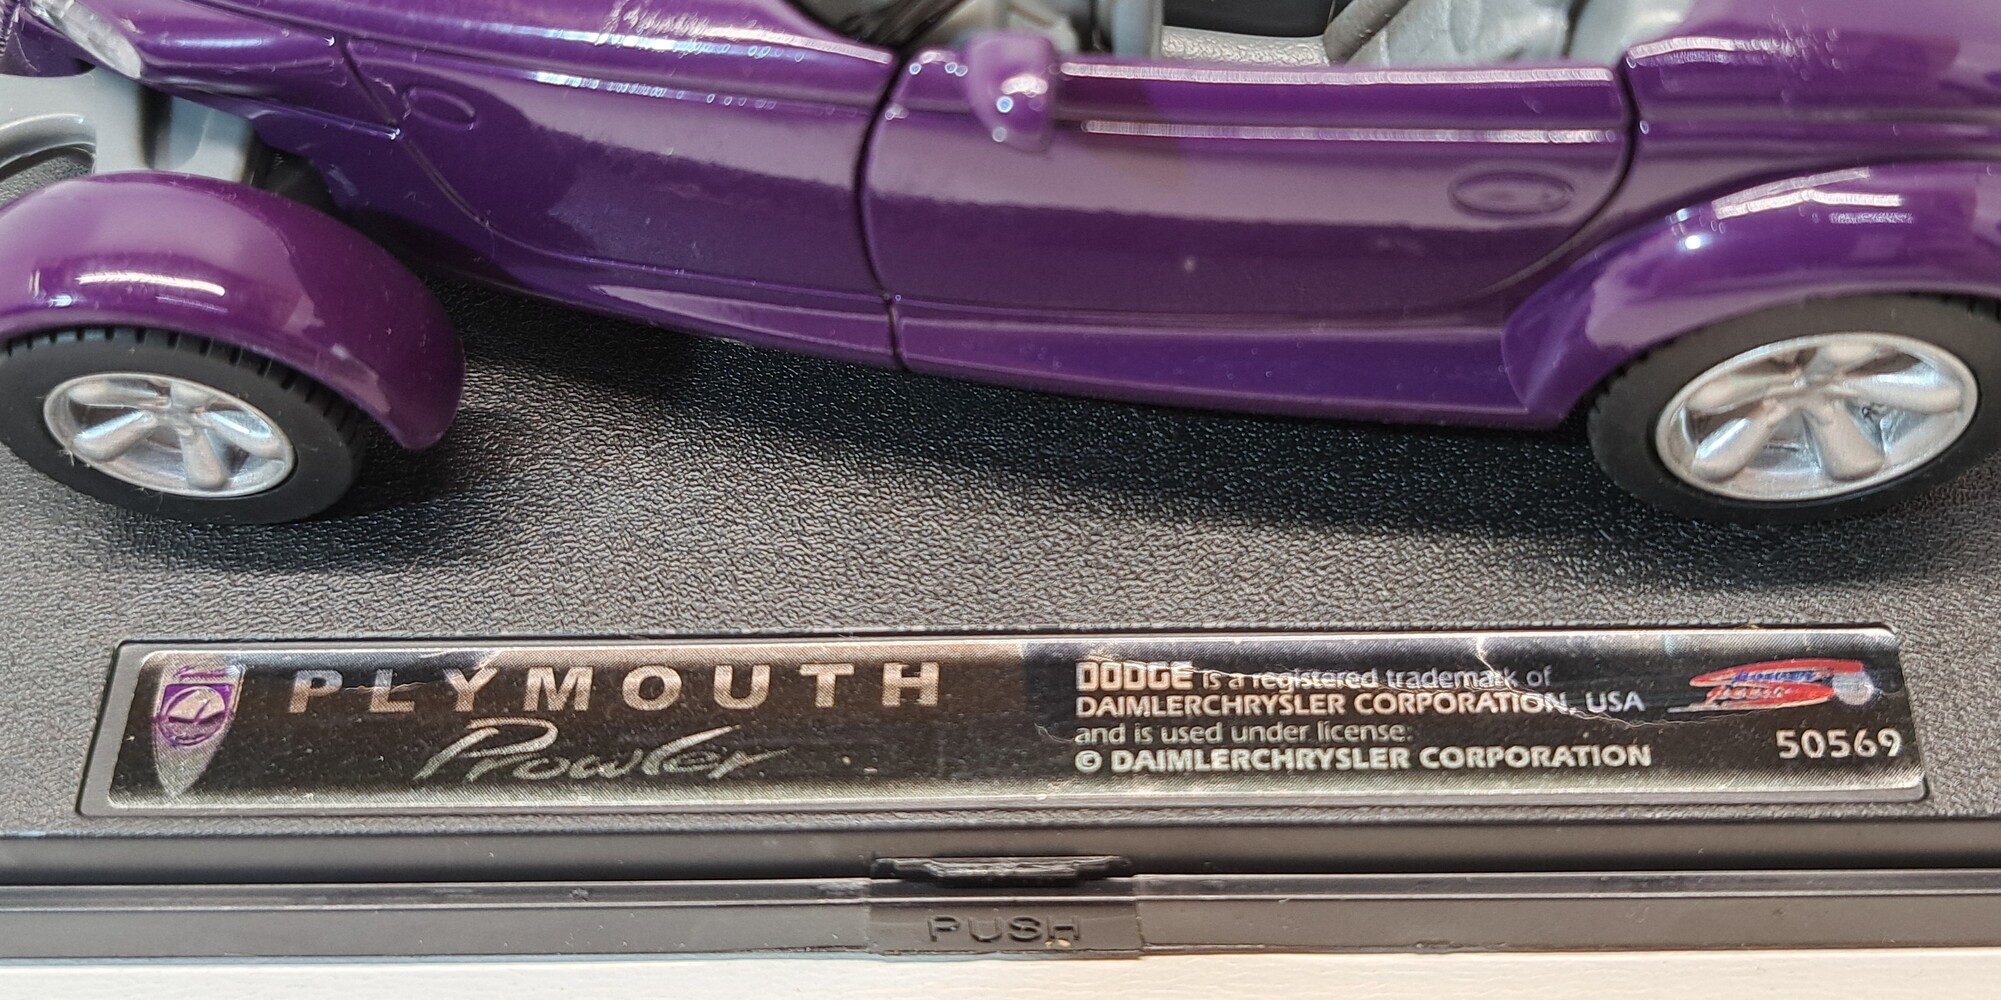 PLYMOUTH
Prowler
DODGE is a registered trademark of
DAIMLERCHRYSLER CORPORATION, USA
and is used under license.
© DAIMLERCHRYSLER CORPORATION
50569
PUSH